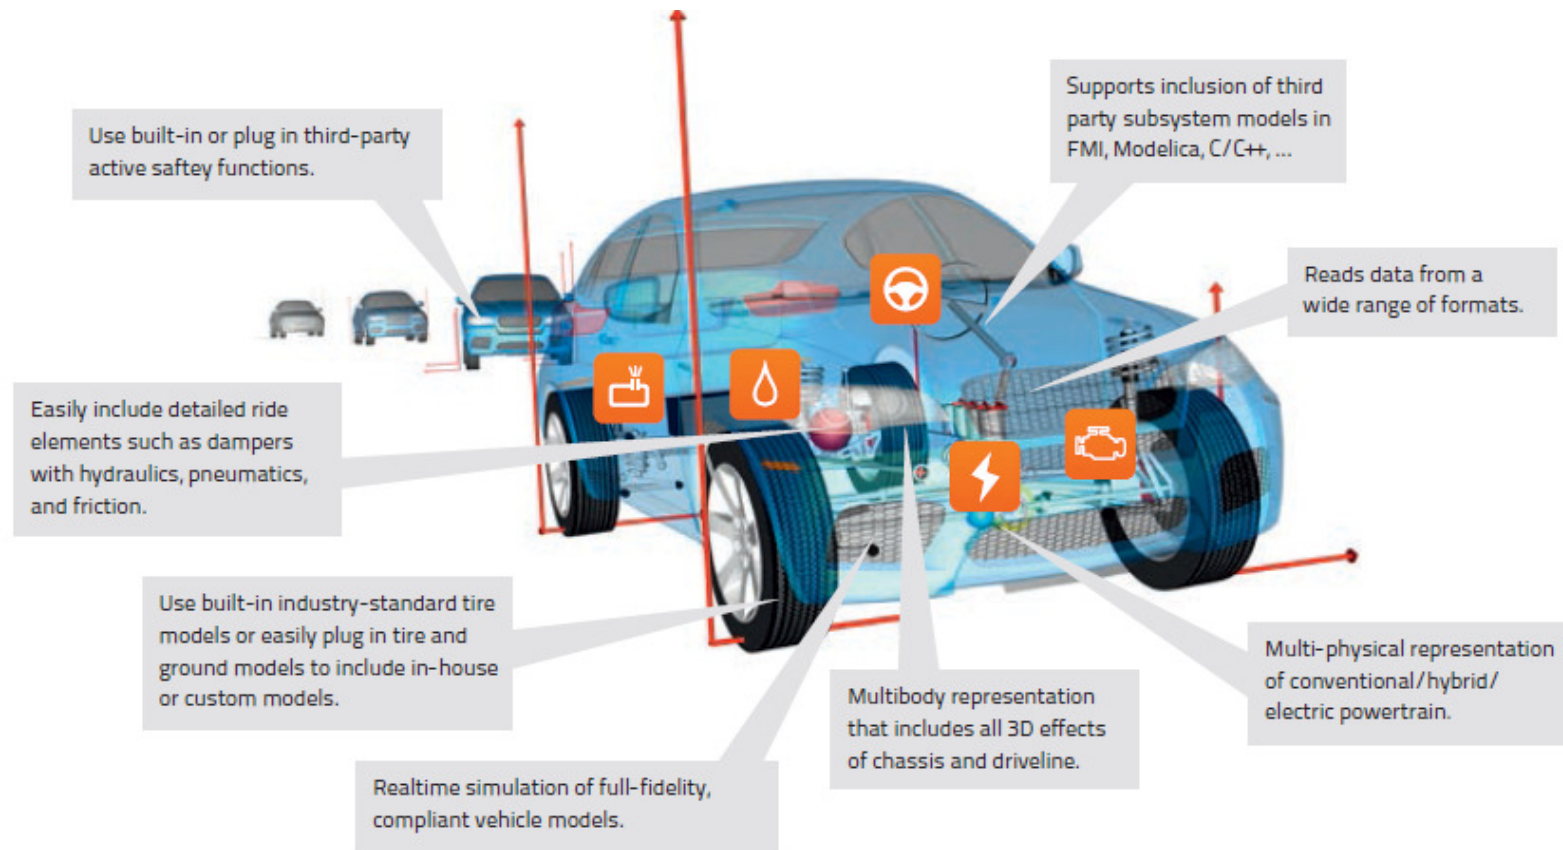 Use built-in or plug in third-party
active saftey functions.
Supports inclusion of third
party subsystem models in
FMI, Modelica, C/C++, ...
Reads data from a
wide range of formats.
Easily include detailed ride
elements such as dampers
with hydraulics, pneumatics,
and friction.
Use built-in industry-standard tire
models or easily plug in tire and
ground models to include in-house
or custom models.
Multi-physical representation
of conventional/hybrid/
electric powertrain.
Multibody representation
that includes all 3D effects
of chassis and driveline.
Realtime simulation of full-fidelity,
compliant vehicle models.